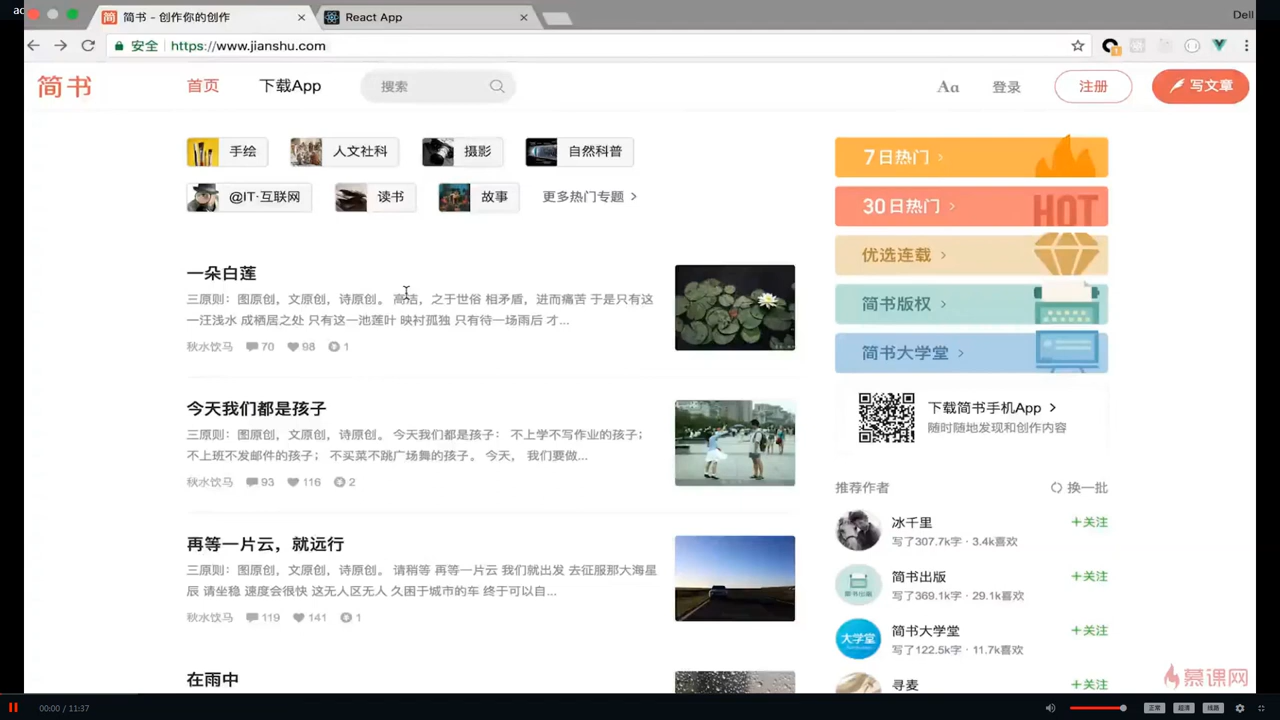 ac
简书 - 创作你的创作
React App
Dell
安全 https://www.jianshu.com
简书
首页
下载App
搜索
Aa
登录
注册
写文章
手绘
人文社科
摄影
自然科普
@IT·互联网
读书
故事
更多热门专题 >
7日热门 >
30日热门 >
HOT
优选连载 >
简书版权 >
简书大学堂 >
一朵白莲
三原则：图原创，文原创，诗原创。 高洁，之于世俗 相矛盾，进而痛苦 于是只有这
一汪浅水 成栖居之处 只有这一池莲叶 映衬孤独 只有待一场雨后 才...
秋水饮马 70 98 1
今天我们都是孩子
三原则：图原创，文原创，诗原创。 今天我们都是孩子： 不上学不写作业的孩子；
不上班不发邮件的孩子； 不买菜不跳广场舞的孩子。 今天， 我们要做...
秋水饮马 93 116 2
再等一片云，就远行
三原则：图原创，文原创，诗原创。 请稍等 再等一片云 我们就出发 去征服那大海星
辰 请坐稳 速度会很快 这无人区无人 久困于城市的车 终于可以自...
秋水饮马 119 141 1
在雨中
下载简书手机App >
随时随地发现和创作内容
推荐作者
换一批
冰千里
+关注
写了307.7k字 · 3.4k喜欢
简书出版
+关注
写了369.1k字 · 29.1k喜欢
大学堂
简书大学堂
+关注
写了122.5k字 · 11.7k喜欢
寻麦
+关注
慕课网
00:00 / 11:37
正常
超清
线路